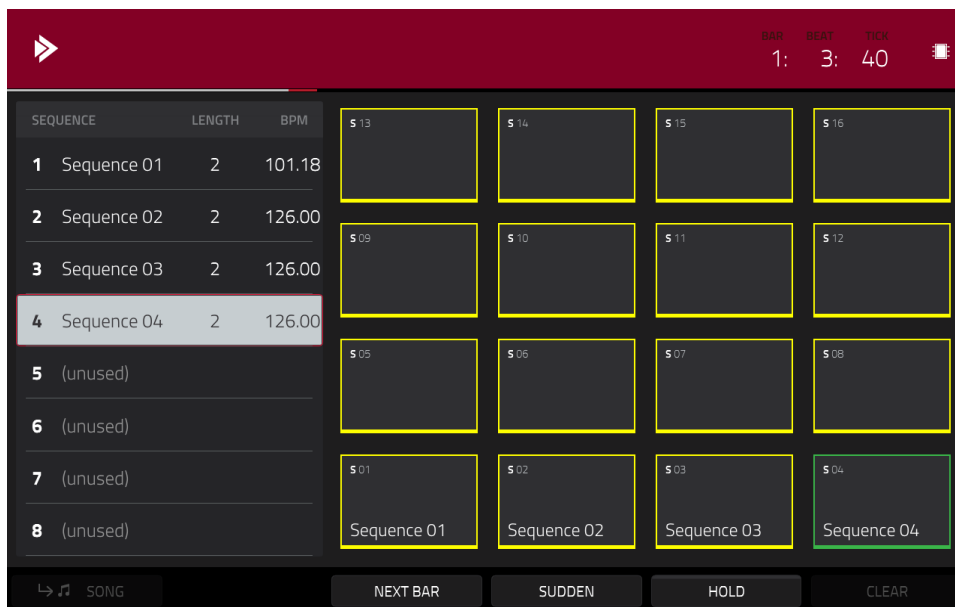 BAR BEAT TICK
1: 3: 40
SEQUENCE LENGTH BPM
1 Sequence 01 2 101.18
2 Sequence 02 2 126.00
3 Sequence 03 2 126.00
4 Sequence 04 2 126.00
5 (unused)
6 (unused)
7 (unused)
8 (unused)
S 13 S 14 S 15 S 16
S 09 S 10 S 11 S 12
S 05 S 06 S 07 S 08
S 01 S 02 S 03 S 04
Sequence 01 Sequence 02 Sequence 03 Sequence 04
SONG NEXT BAR SUDDEN HOLD CLEAR